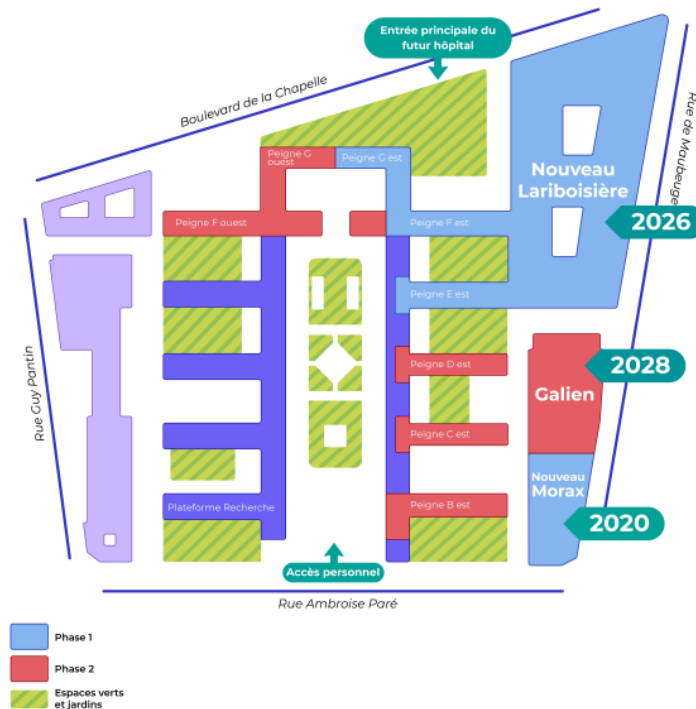 Entrée principale du
futur hôpital
Boulevard de la Chapelle
Rue de Maubeuge
Peigne G
ouest
Peigne G est
Nouveau
Lariboisière
Peigne F ouest
Peigne F est
2026
Peigne E est
Rue Guy Pantin
Peigne D est
2028
Galien
Peigne C est
Nouveau
Morax
Plateforme Recherche
Peigne B est
2020
Accès personnel
Rue Ambroise Paré
Phase 1
Phase 2
Espaces verts
et jardins